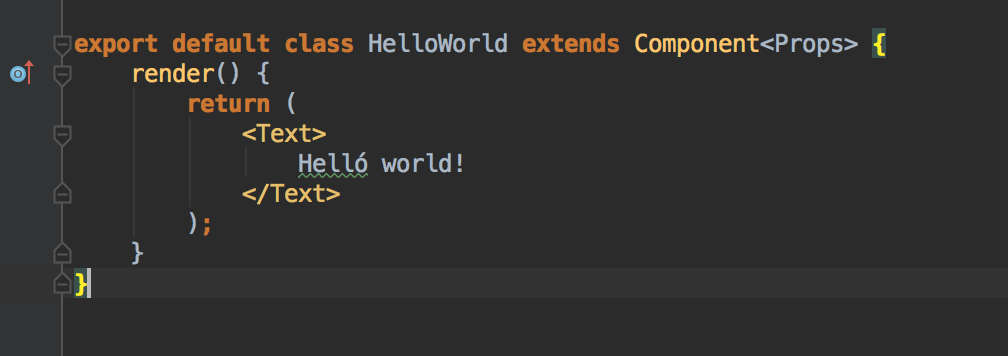 export default class HelloWorld extends Component<Props> {
    render() {
        return (
            <Text>
                Helló world!
            </Text>
        );
    }
}